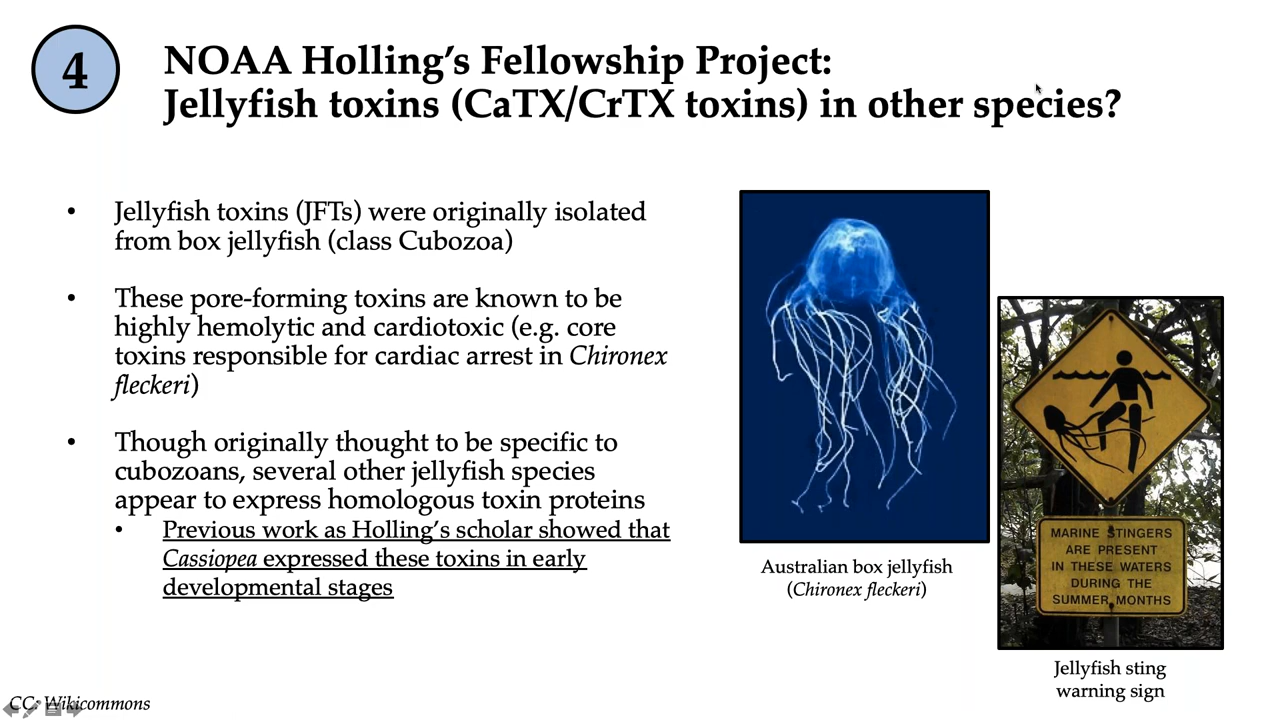 4
NOAA Holling's Fellowship Project:
Jellyfish toxins (CaTX/CrTX toxins) in other species?
• Jellyfish toxins (JFTs) were originally isolated
from box jellyfish (class Cubozoa)
• These pore-forming toxins are known to be
highly hemolytic and cardiotoxic (e.g. core
toxins responsible for cardiac arrest in Chironex
fleckeri)
• Though originally thought to be specific to
cubozoans, several other jellyfish species
appear to express homologous toxin proteins
• Previous work as Holling's scholar showed that
Cassiopea expressed these toxins in early
developmental stages
Australian box jellyfish
(Chironex fleckeri)
MARINE STINGERS
ARE PRESENT
IN THESE WATERS
DURING THE
SUMMER MONTHS
Jellyfish sting
warning sign
CC: Wikicommons